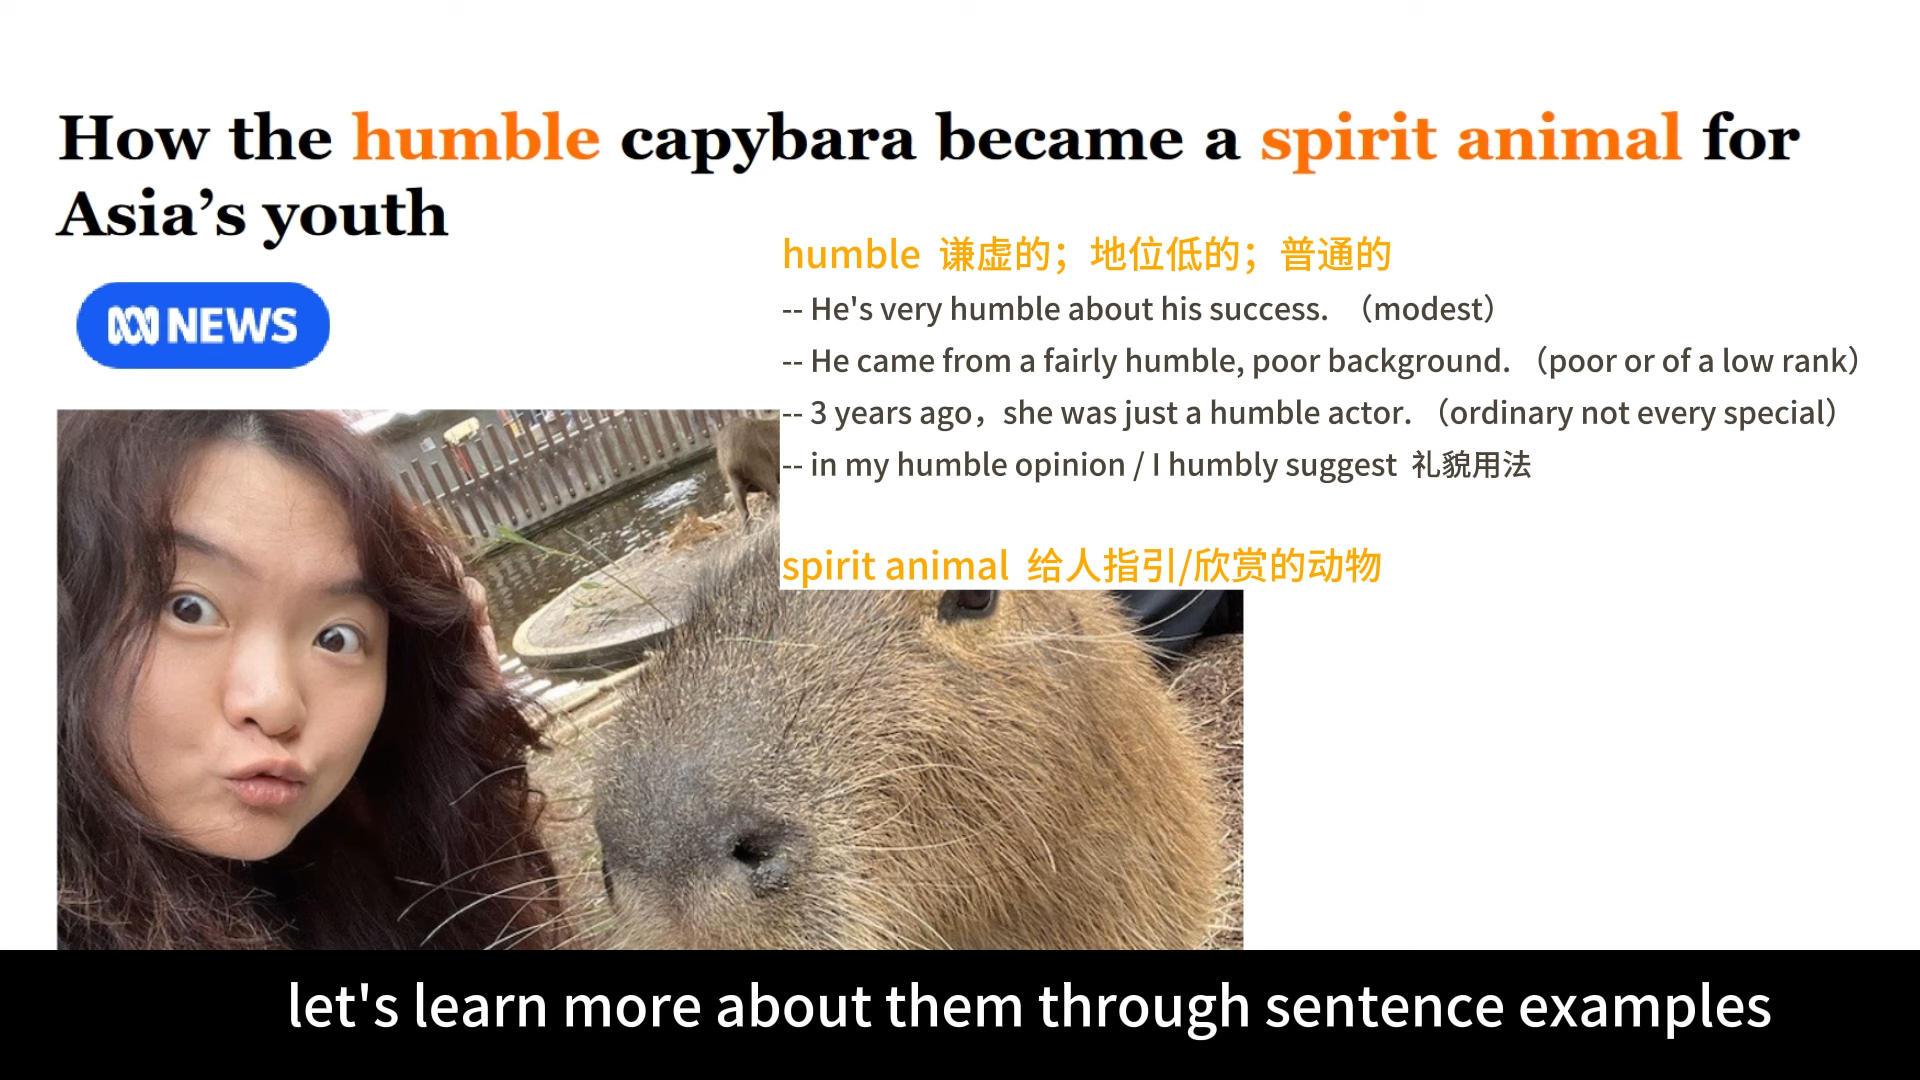 How the humble capybara became a spirit animal for
Asia’s youth
NEWS
humble 谦虚的；地位低的；普通的
-- He's very humble about his success. （modest）
-- He came from a fairly humble, poor background. （poor or of a low rank）
-- 3 years ago，she was just a humble actor. （ordinary not every special）
-- in my humble opinion / I humbly suggest 礼貌用法
spirit animal 给人指引/欣赏的动物
let's learn more about them through sentence examples